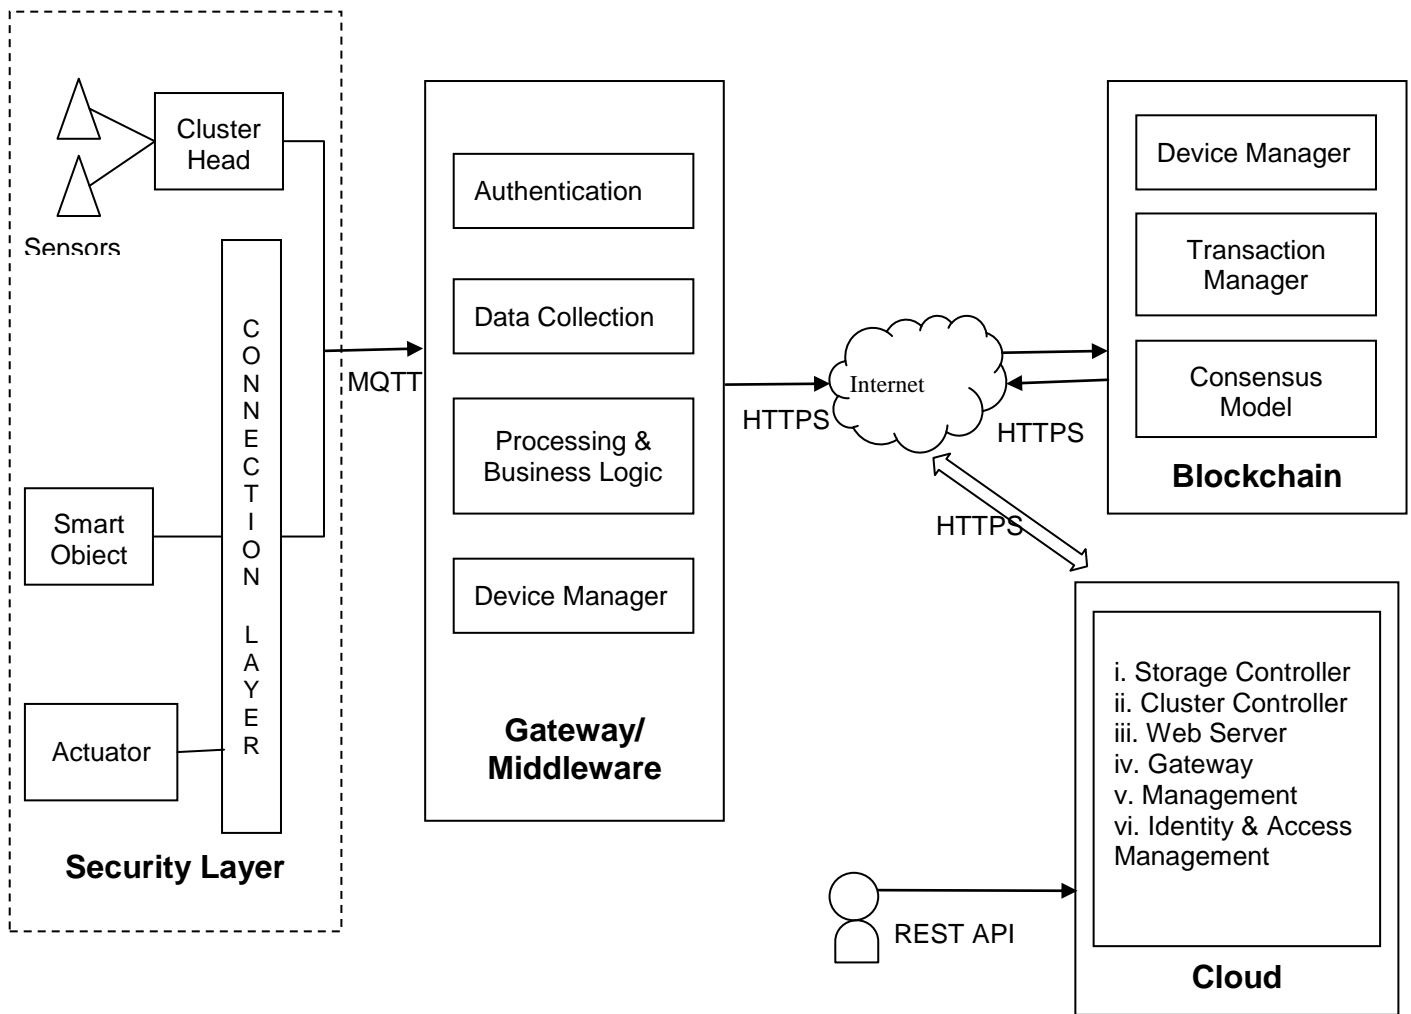 Cluster
Head
Sensors
C
O
N
N
E
C
T
I
O
N
L
A
Y
E
R
Smart
Object
Actuator
Security Layer
MQTT
Authentication
Data Collection
Processing &
Business Logic
Device Manager
Gateway/
Middleware
HTTPS
Internet
HTTPS
HTTPS
Device Manager
Transaction
Manager
Consensus
Model
Blockchain
i. Storage Controller
ii. Cluster Controller
iii. Web Server
iv. Gateway
v. Management
vi. Identity & Access
Management
Cloud
REST API